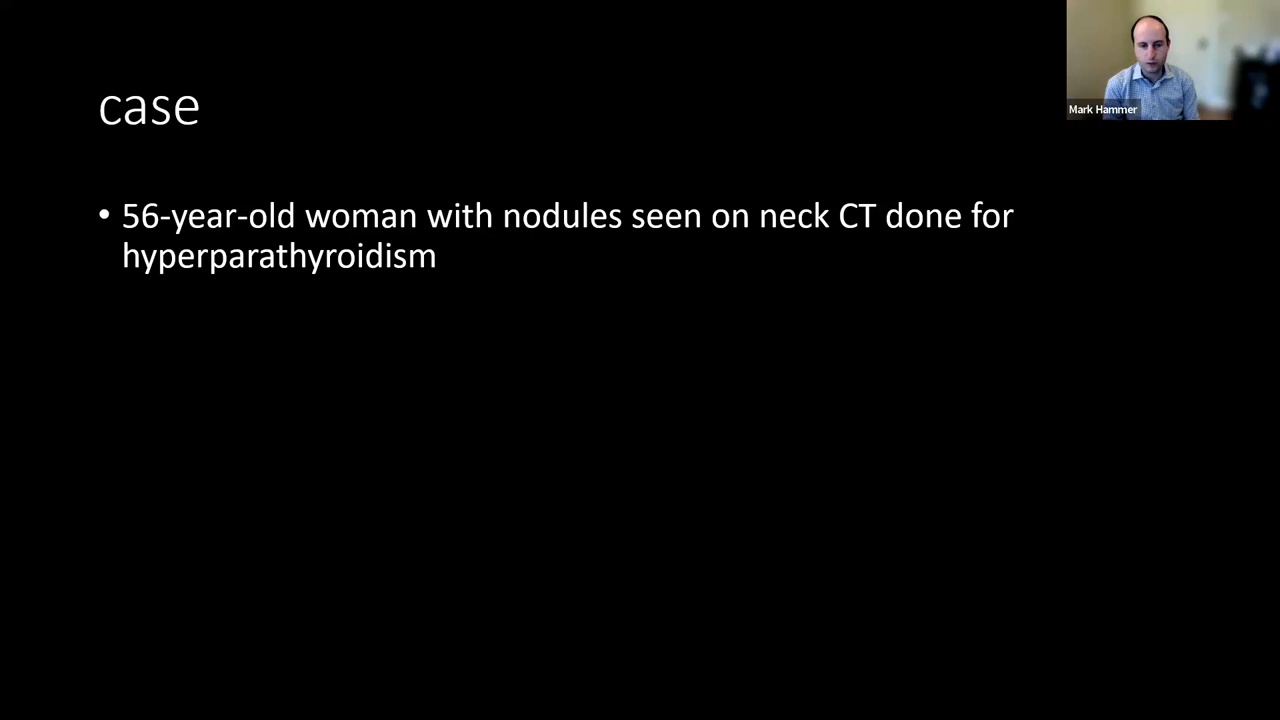 Mark Hammer
case
• 56-year-old woman with nodules seen on neck CT done for
hyperparathyroidism